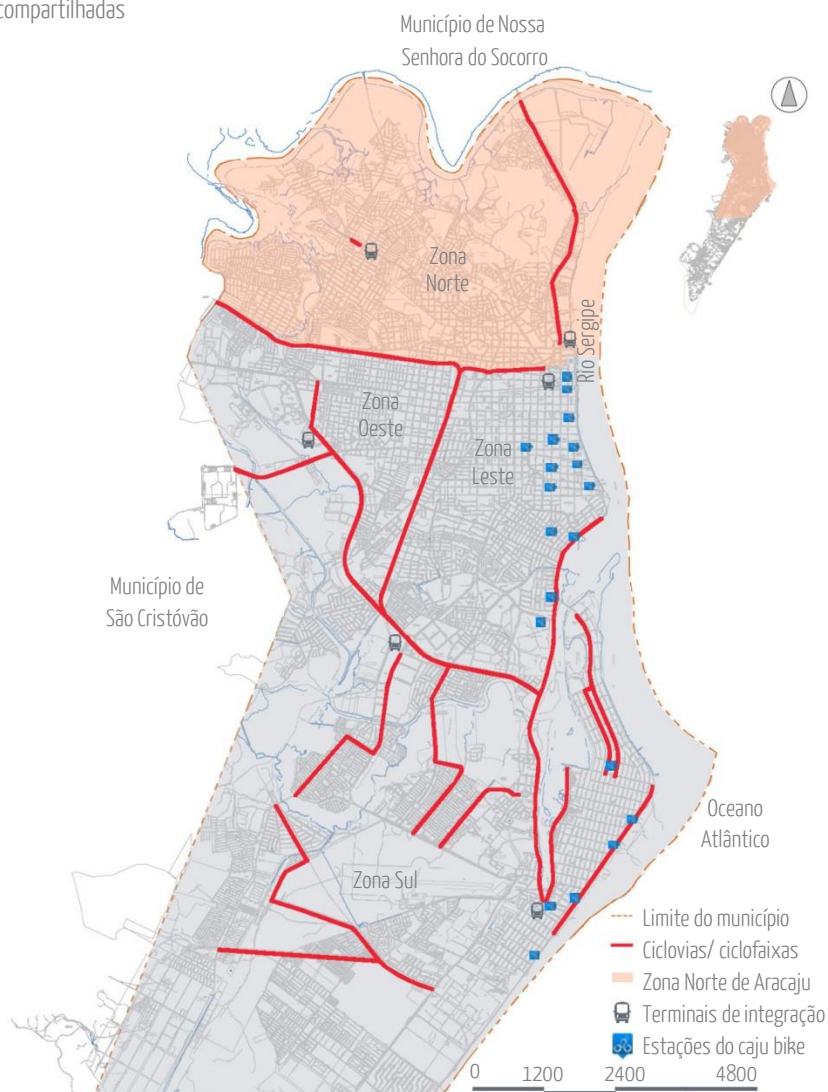 compartilhadas
Município de Nossa
Senhora do Socorro
Zona
Norte
Rio Sergipe
Zona
Oeste
Zona
Leste
Município de
São Cristóvão
Oceano
Atlântico
Zona Sul
Limite do município
Ciclovias/ ciclofaixas
Zona Norte de Aracaju
Terminais de integração
Estações do caju bike
0 1200 2400 4800